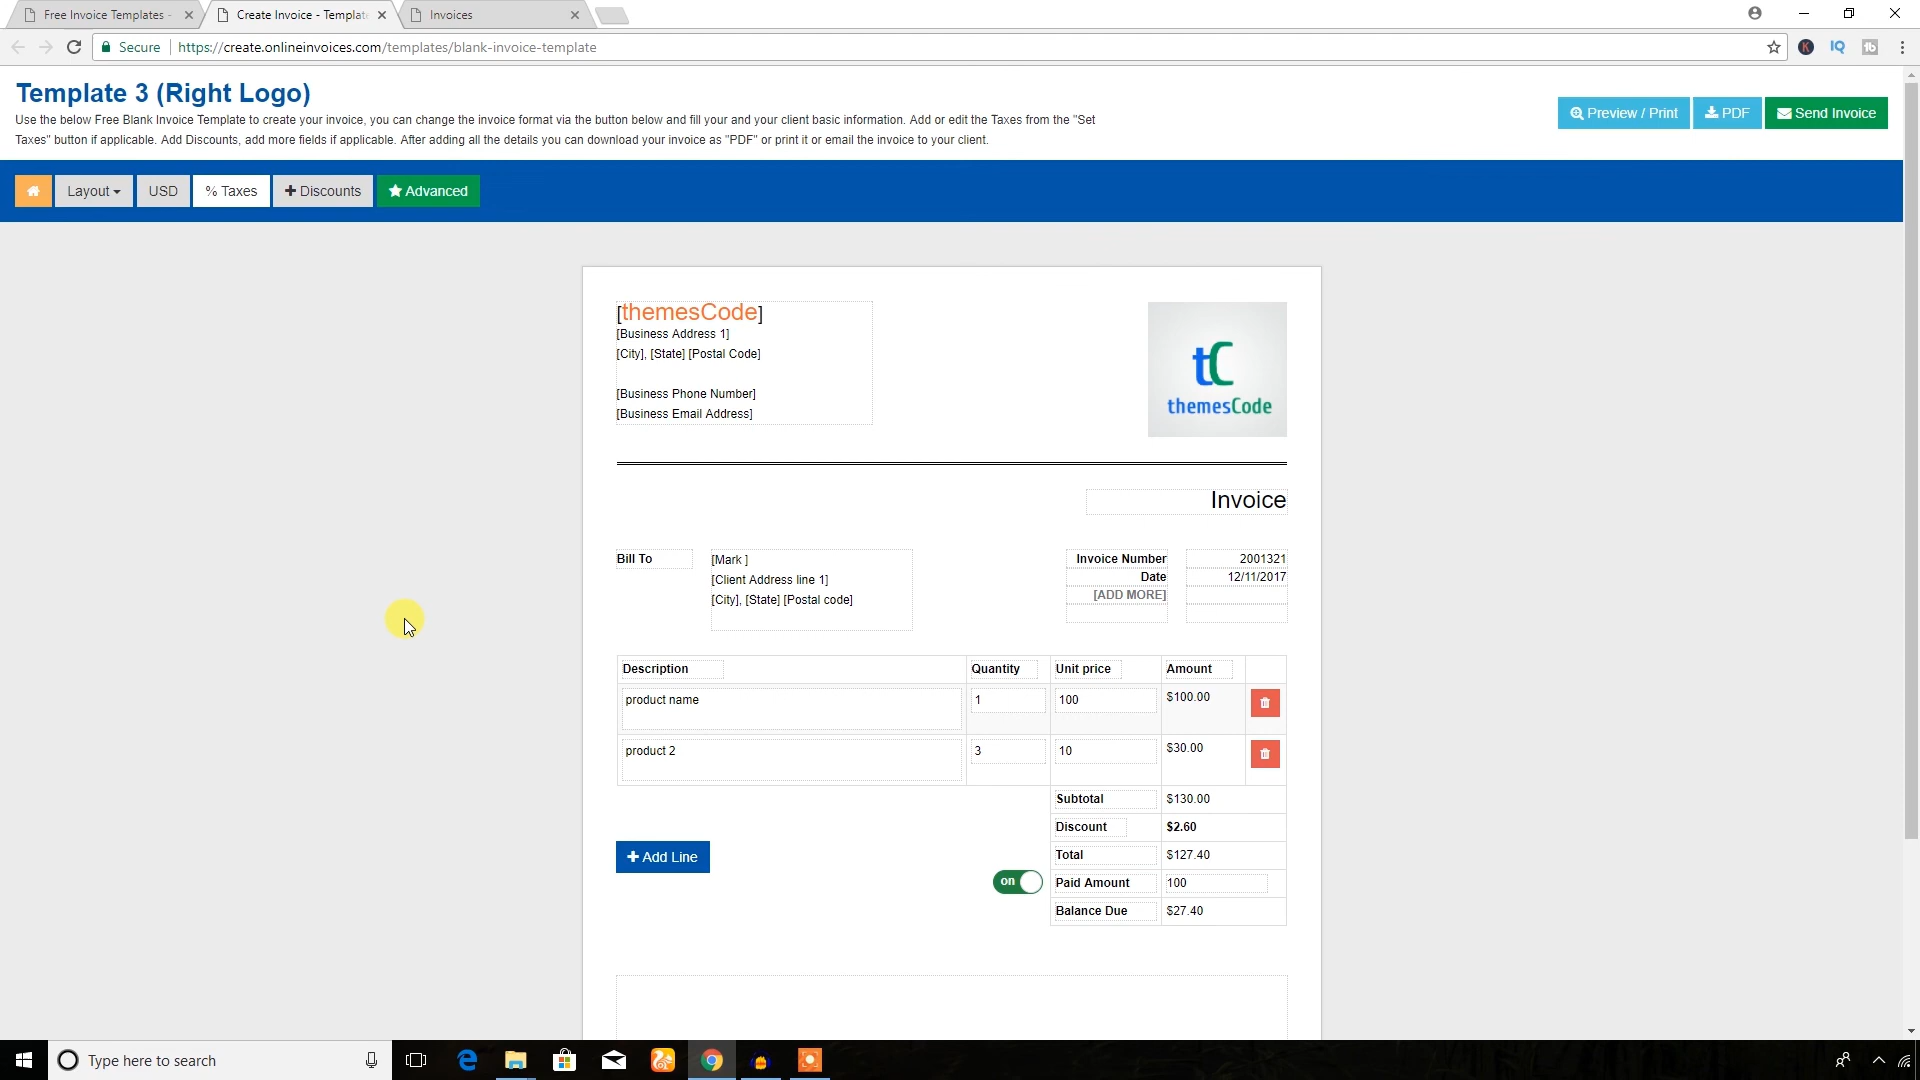 Free Invoice Templates -
Create Invoice - Templat
Invoices
Secure
https://create.onlineinvoices.com/templates/blank-invoice-template
K
IQ
tb
Template 3 (Right Logo)
Use the below Free Blank Invoice Template to create your invoice, you can change the invoice format via the button below and fill your and your client basic information. Add or edit the Taxes from the "Set
Taxes" button if applicable. Add Discounts, add more fields if applicable. After adding all the details you can download your invoice as "PDF" or print it or email the invoice to your client.
Preview / Print
PDF
Send Invoice
Layout
USD
% Taxes
Discounts
Advanced
[themesCode]
[Business Address 1]
[City], [State] [Postal Code]
[Business Phone Number]
[Business Email Address]
tC
themesCode
Invoice
Bill To
[Mark ]
[Client Address line 1]
[City], [State] [Postal code]
Invoice Number 2001321
Date 12/11/2017
[ADD MORE]
Description Quantity Unit price Amount
product name 1 100 $100.00
product 2 3 10 $30.00
Subtotal $130.00
Discount $2.60
Total $127.40
Add Line
on
Paid Amount 100
Balance Due $27.40
Type here to search